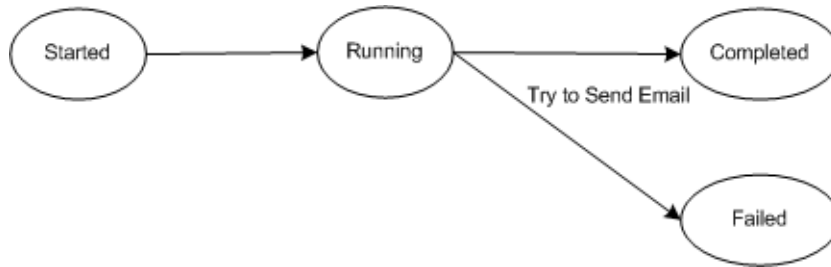 Started
Running
Completed
Try to Send Email
Failed